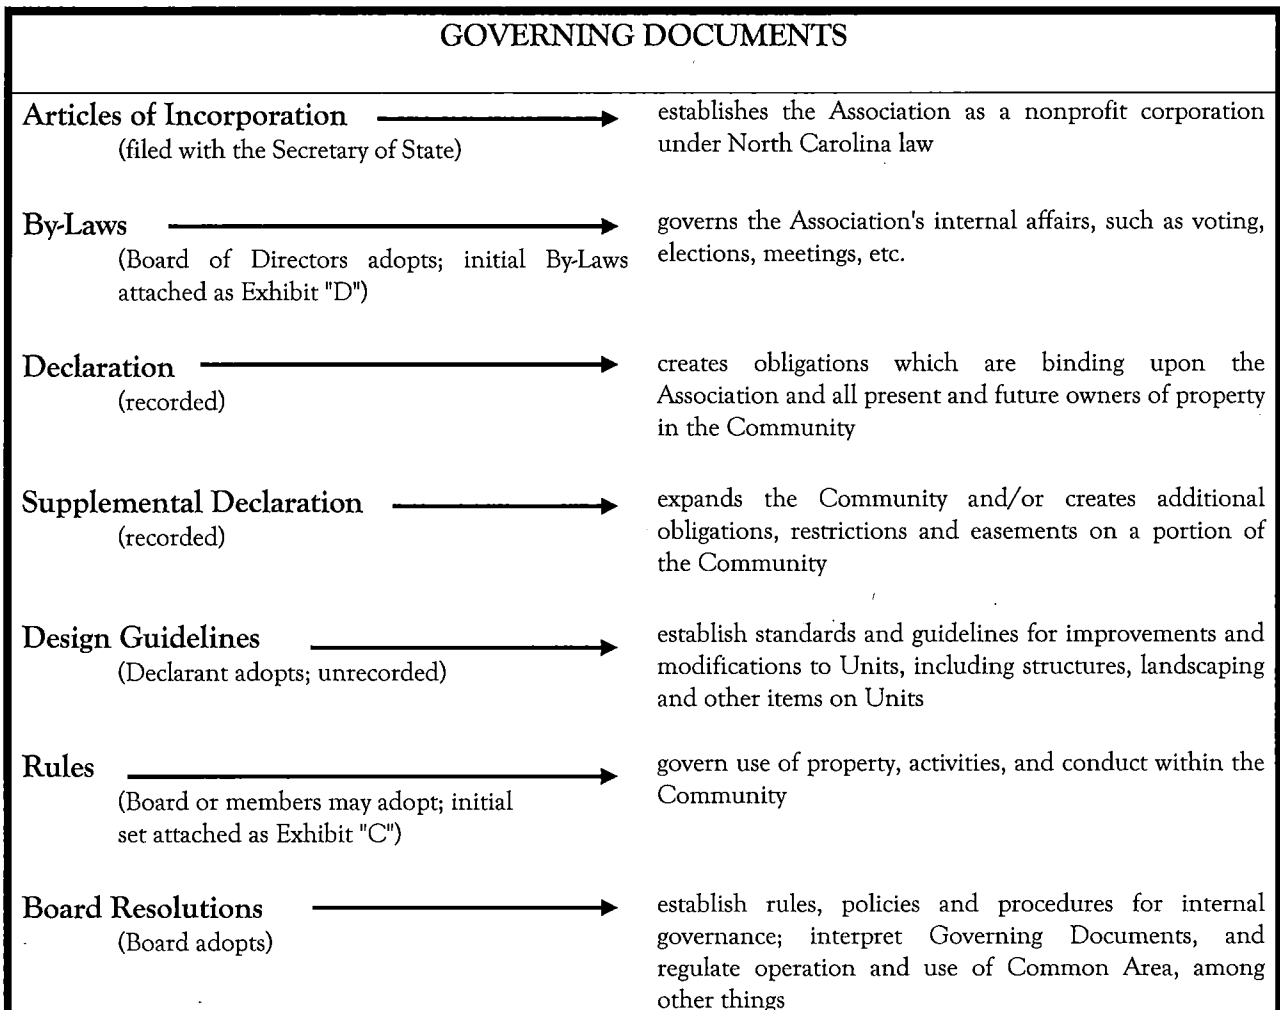 GOVERNING DOCUMENTS
Articles of Incorporation
(filed with the Secretary of State)
establishes the Association as a nonprofit corporation
under North Carolina law
By-Laws
(Board of Directors adopts; initial By-Laws
attached as Exhibit "D")
governs the Association's internal affairs, such as voting,
elections, meetings, etc.
Declaration
(recorded)
creates obligations which are binding upon the
Association and all present and future owners of property
in the Community
Supplemental Declaration
(recorded)
expands the Community and/or creates additional
obligations, restrictions and easements on a portion of
the Community
Design Guidelines
(Declarant adopts; unrecorded)
establish standards and guidelines for improvements and
modifications to Units, including structures, landscaping
and other items on Units
Rules
(Board or members may adopt; initial
set attached as Exhibit "C")
govern use of property, activities, and conduct within the
Community
Board Resolutions
(Board adopts)
establish rules, policies and procedures for internal
governance; interpret Governing Documents, and
regulate operation and use of Common Area, among
other things